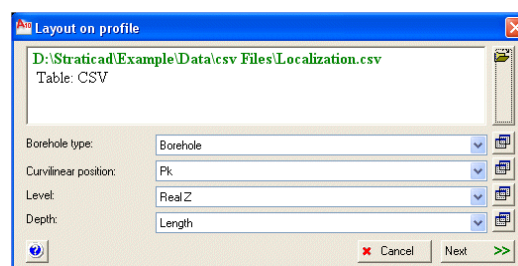 Layout on profile
D:\Straticad\Example\Data\csv Files\Localization.csv
Table: CSV
Borehole type: Borehole
Curvilinear position: Pk
Level: Real Z
Depth: Length
Cancel Next >>